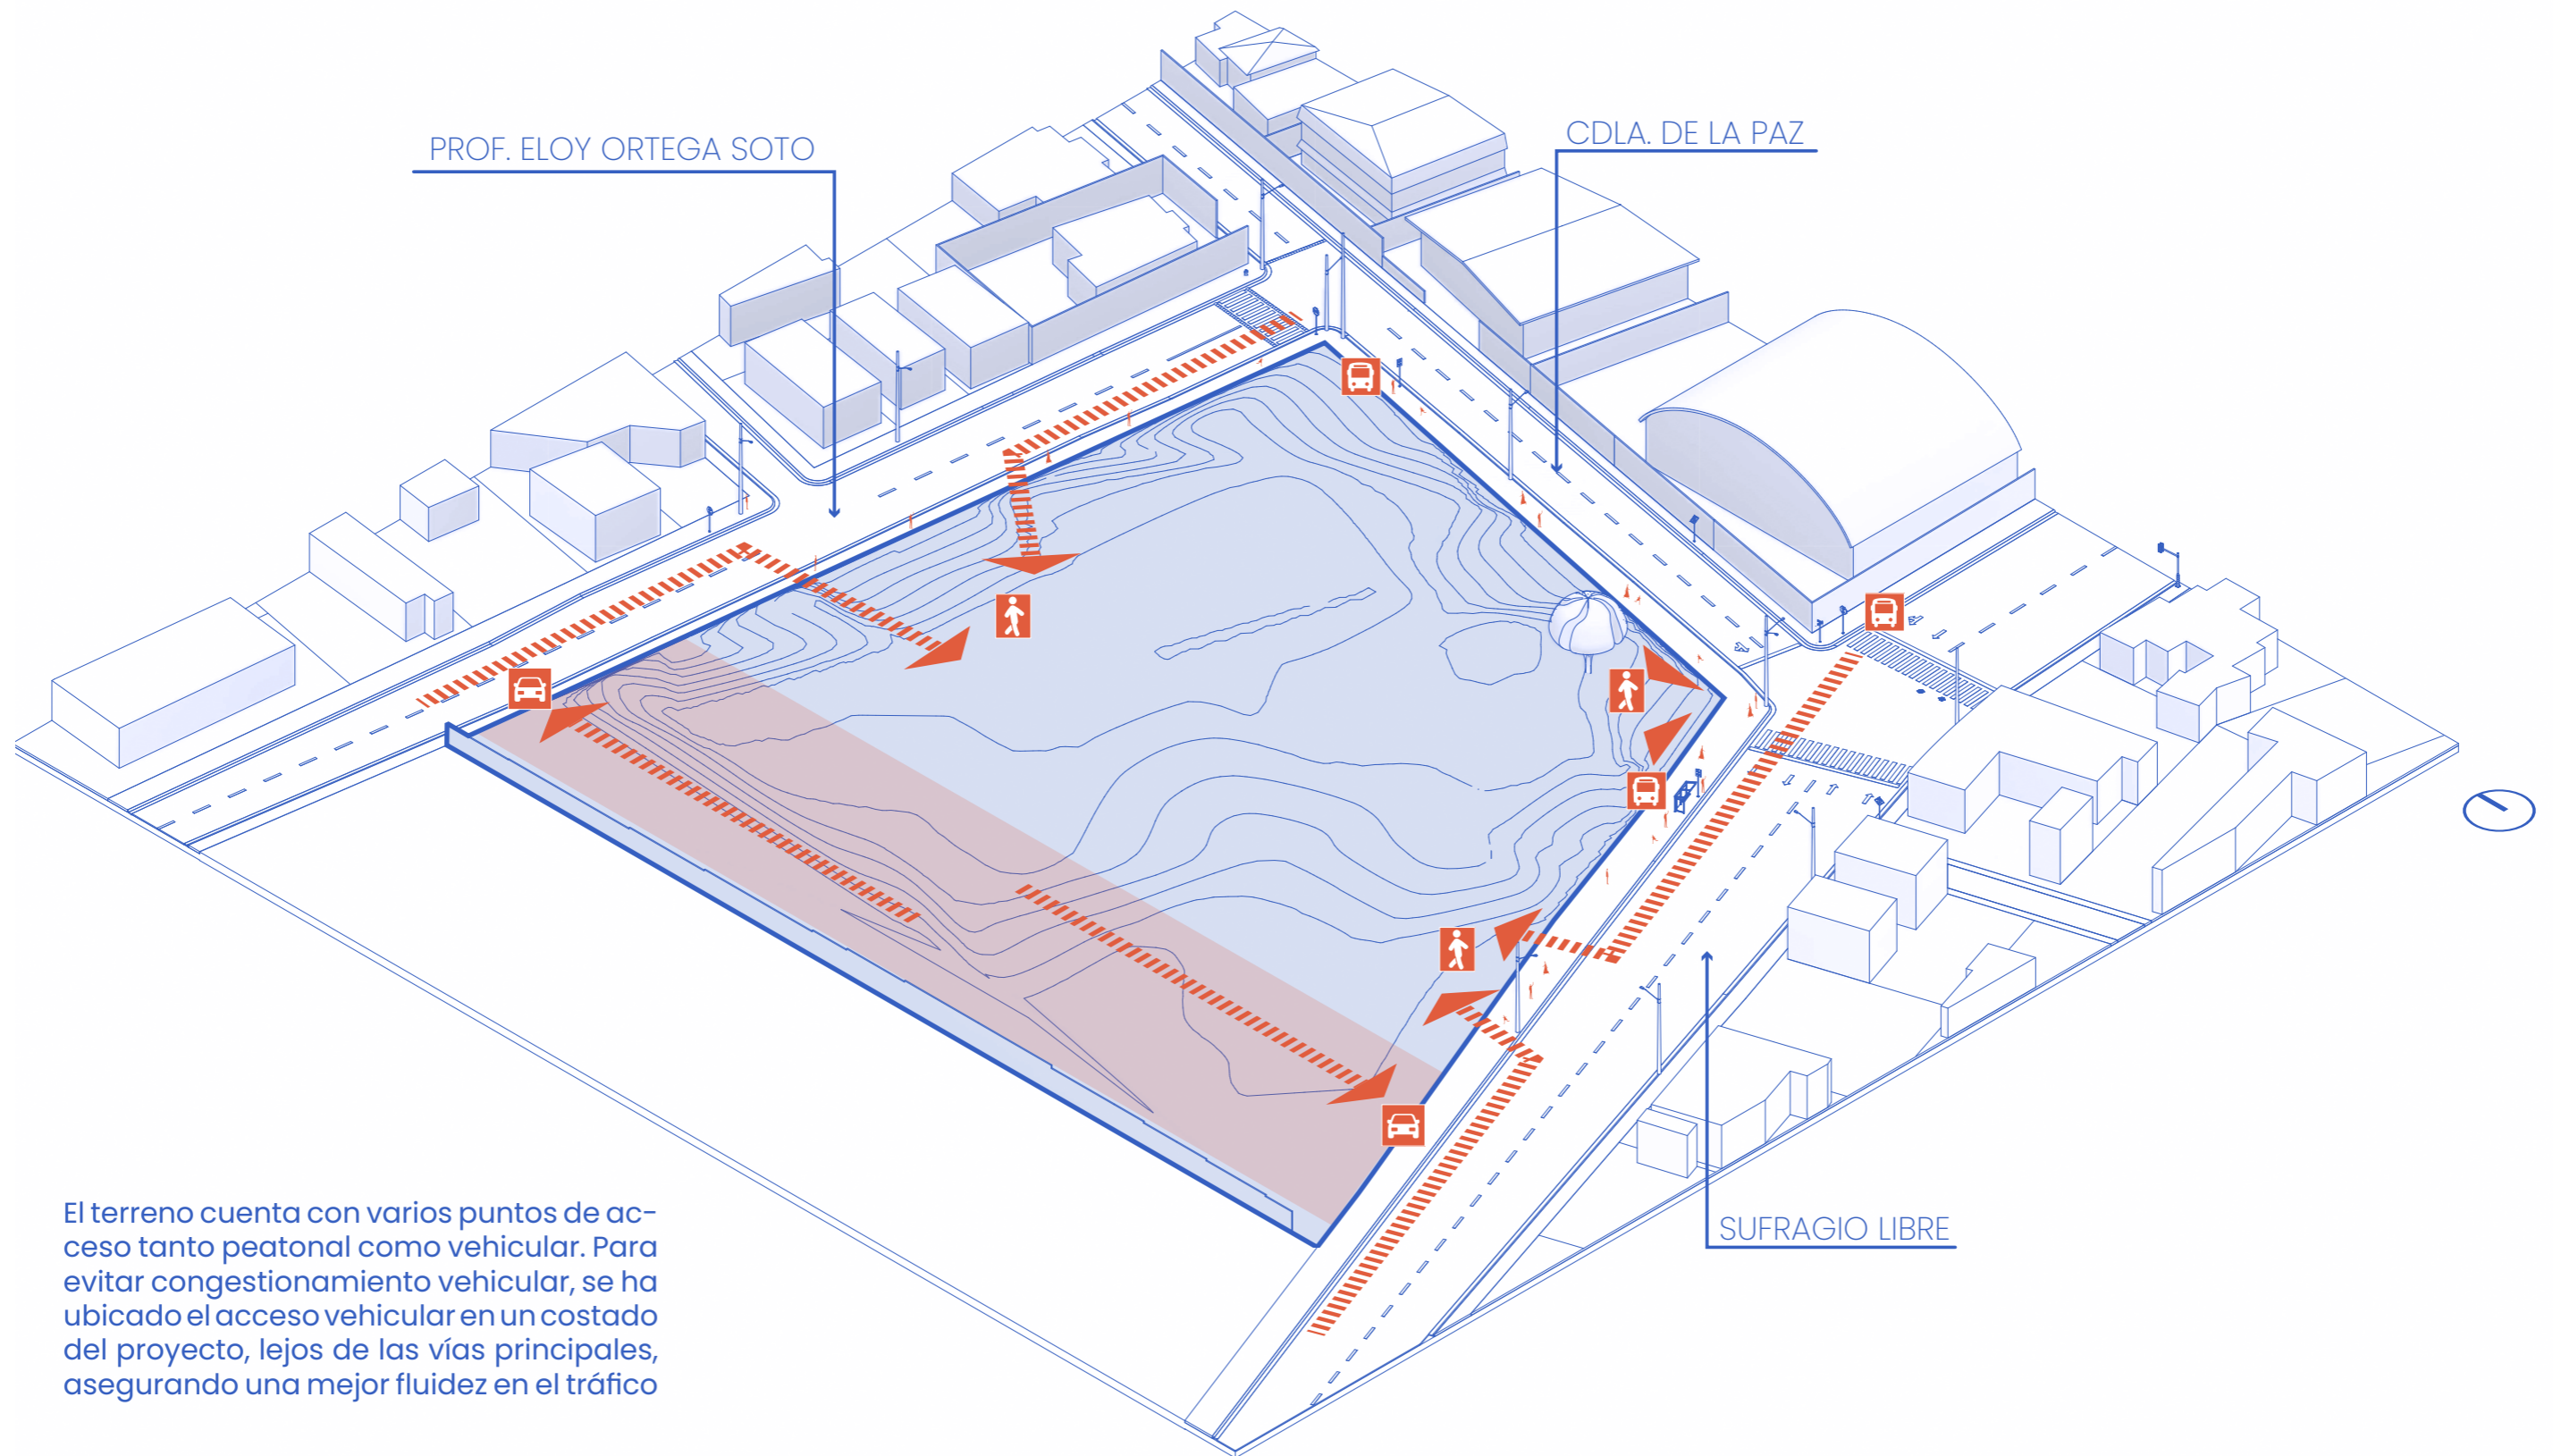 PROF. ELOY ORTEGA SOTO
CDLA. DE LA PAZ
SUFRAGIO LIBRE
El terreno cuenta con varios puntos de ac-
ceso tanto peatonal como vehicular. Para
evitar congestionamiento vehicular, se ha
ubicado el acceso vehicular en un costado
del proyecto, lejos de las vías principales,
asegurando una mejor fluidez en el tráfico